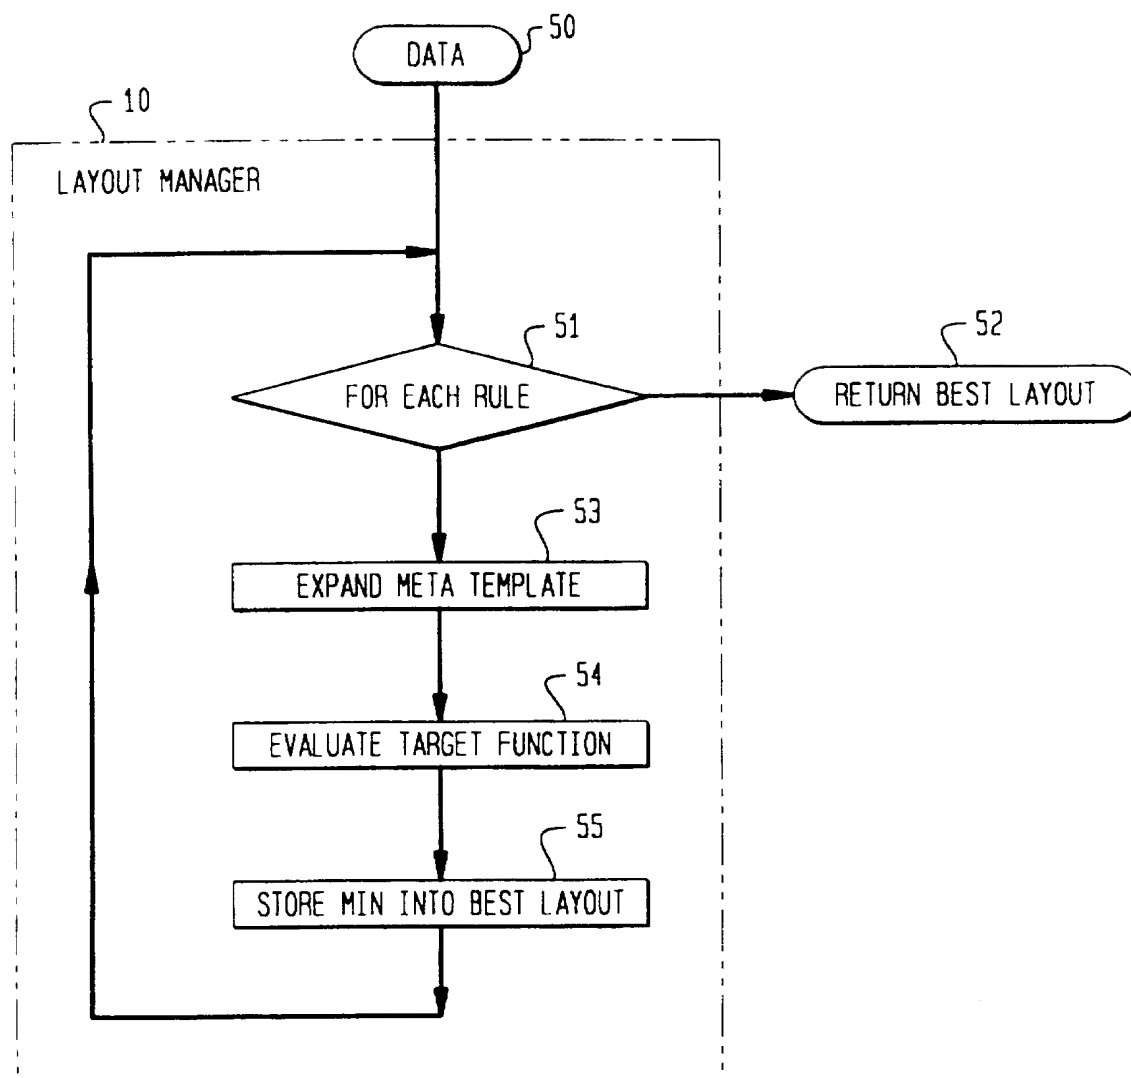 50
DATA
10
LAYOUT MANAGER
51
FOR EACH RULE
52
RETURN BEST LAYOUT
53
EXPAND META TEMPLATE
54
EVALUATE TARGET FUNCTION
55
STORE MIN INTO BEST LAYOUT